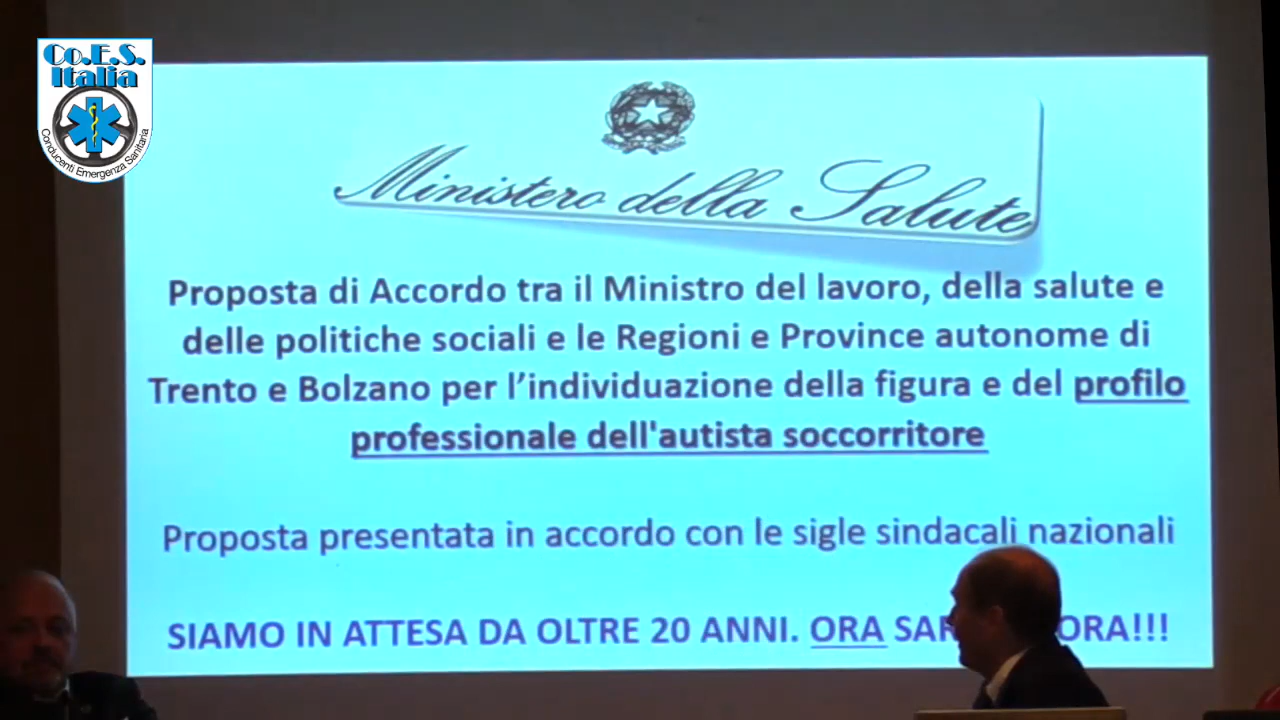 Co.E.S.
Italia
Conducenti Emergenza Sanitaria
Ministero della Salute
Proposta di Accordo tra il Ministro del lavoro, della salute e
delle politiche sociali e le Regioni e Province autonome di
Trento e Bolzano per l’individuazione della figura e del profilo
professionale dell'autista soccorritore
Proposta presentata in accordo con le sigle sindacali nazionali
SIAMO IN ATTESA DA OLTRE 20 ANNI. ORA ORA!!!